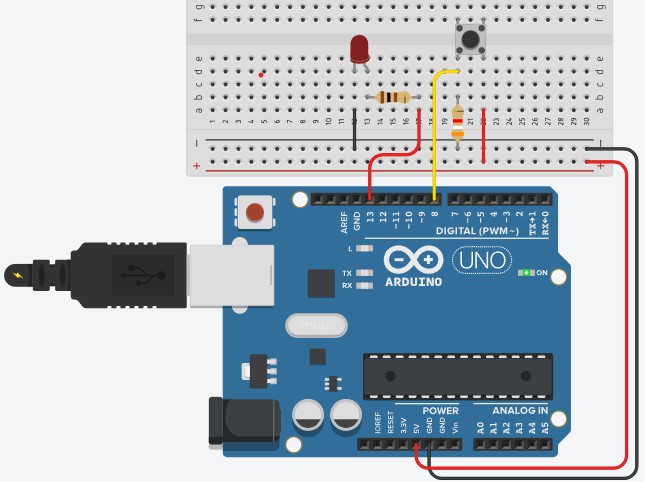 g g
f f
e e
d d
c c
b b
a a
1 2 3 4 5 6 7 8 9 10 11 12 13 14 15 16 17 18 19 20 21 22 23 24 25 26 27 28 29 30
− −
+ +
AREF GND 13 12 ~11 ~10 ~9 8 7 ~6 ~5 4 ~3 2 TX→1 RX←0
DIGITAL (PWM~)
L
TX
RX
ARDUINO
UNO
ON
POWER ANALOG IN
IOREF RESET 3.3V 5V GND GND Vin A0 A1 A2 A3 A4 A5